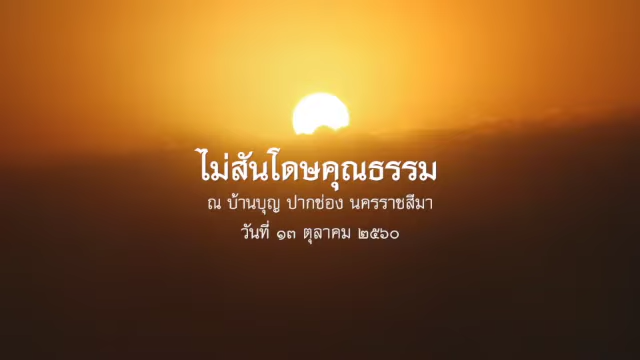 ไม่สันโดษคุณธรรม
ณ บ้านบุญ ปากช่อง นครราชสีมา
วันที่ ๑๓ ตุลาคม ๒๕๖๐